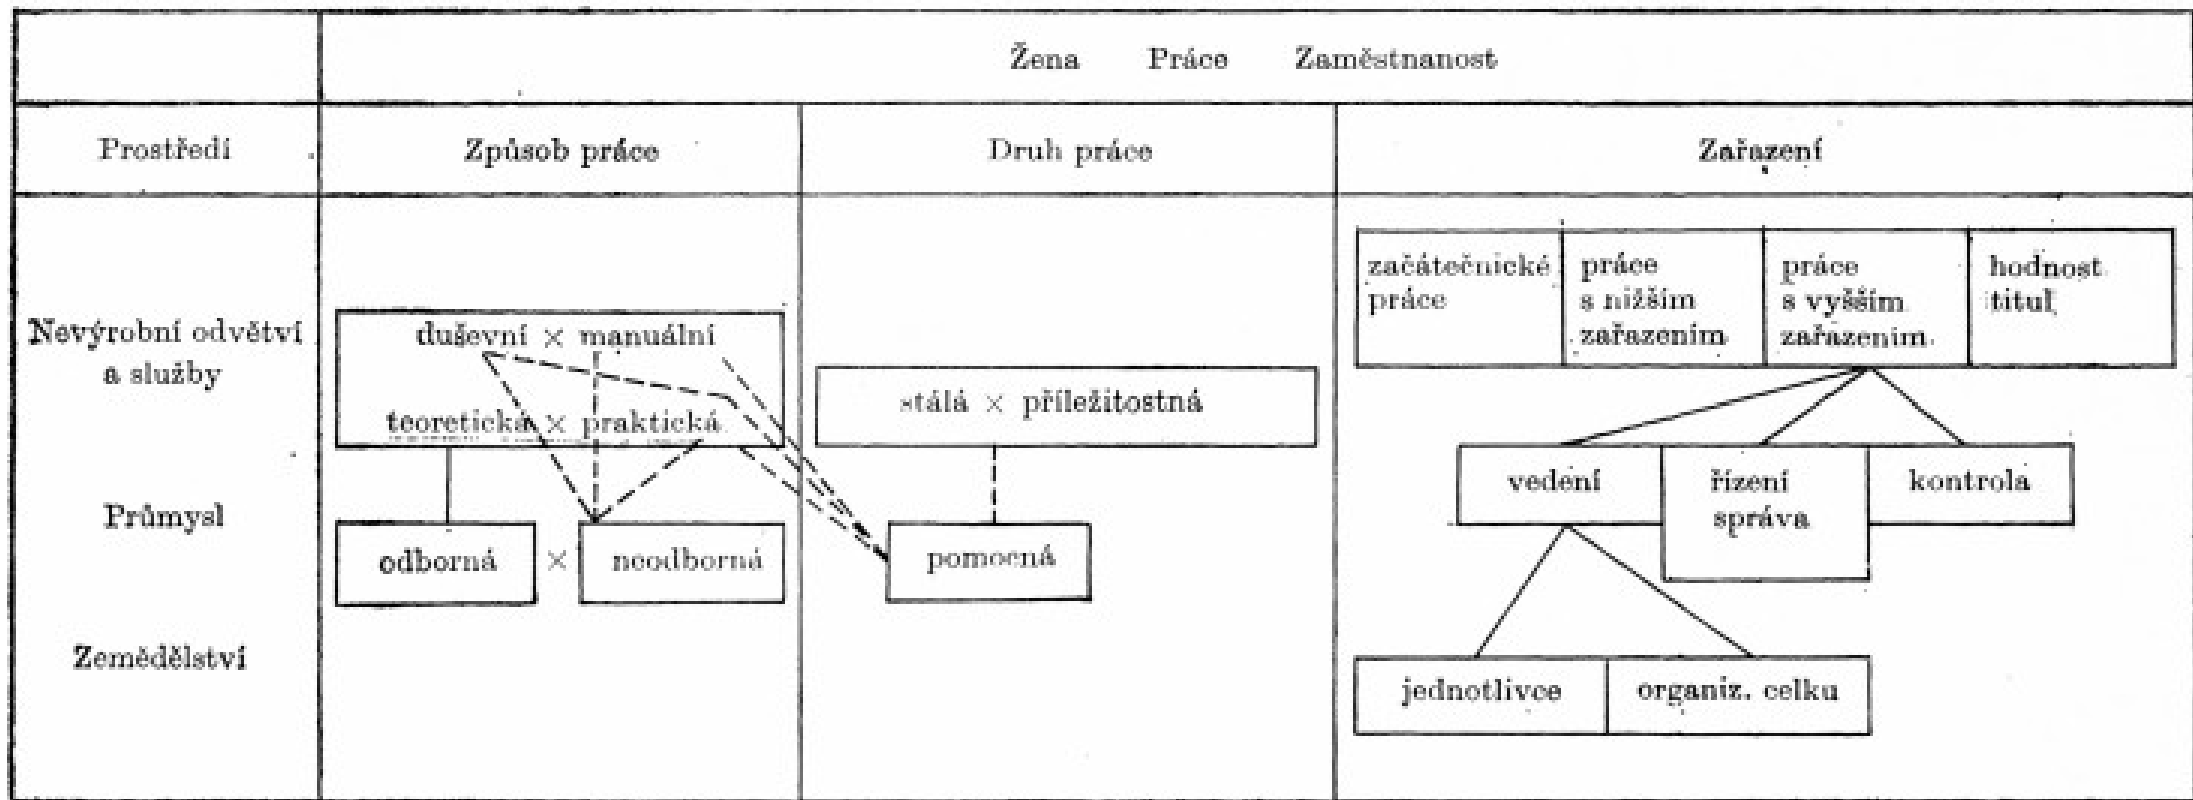 Žena Práce Zaměstnanost
Prostředí Způsob práce Druh práce Zařazení
Nevýrobní odvětví
a služby
Průmysl
Zemědělství
duševní × manuální
teoretická × praktická
odborná × neodborná
stálá × příležitostná
pomocná
začátečnické
práce
práce
s nižším
zařazením
práce
s vyšším
zařazením
hodnost
titul
vedení
řízení
správa
kontrola
jednotlivce
organiz. celku